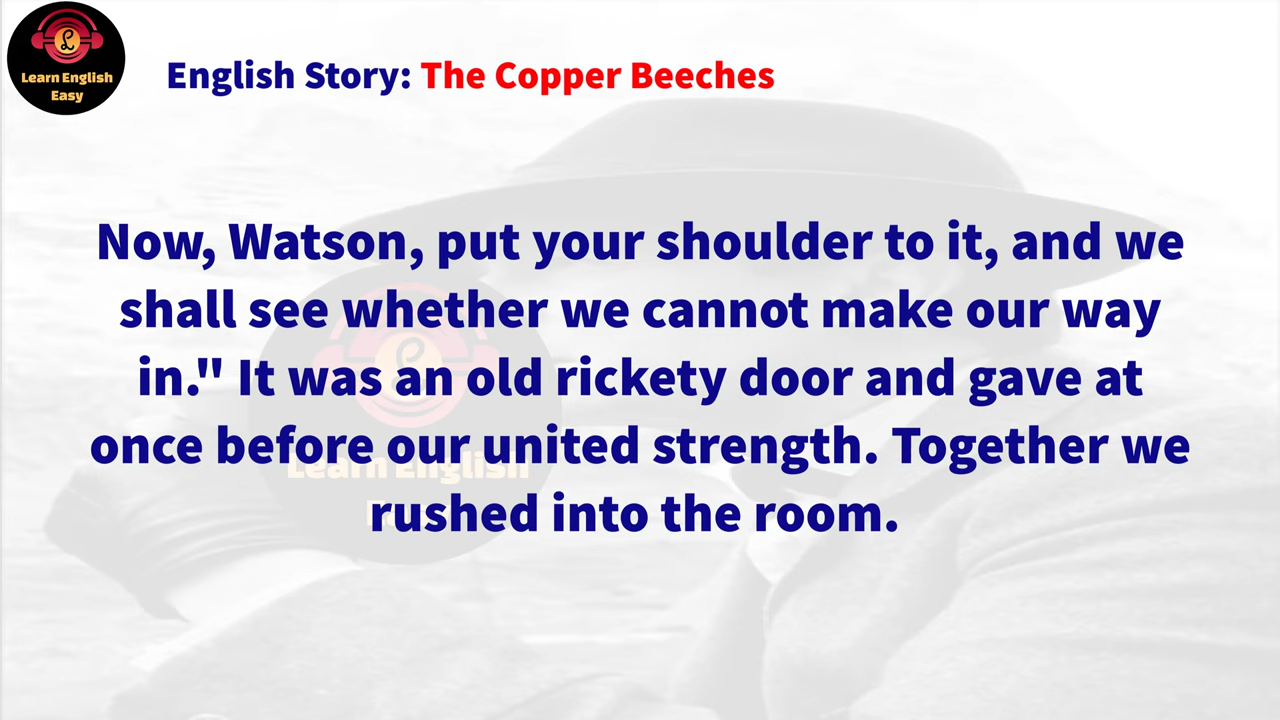 Learn English
Easy
English Story: The Copper Beeches
Now, Watson, put your shoulder to it, and we
shall see whether we cannot make our way
in." It was an old rickety door and gave at
once before our united strength. Together we
rushed into the room.
Learn English